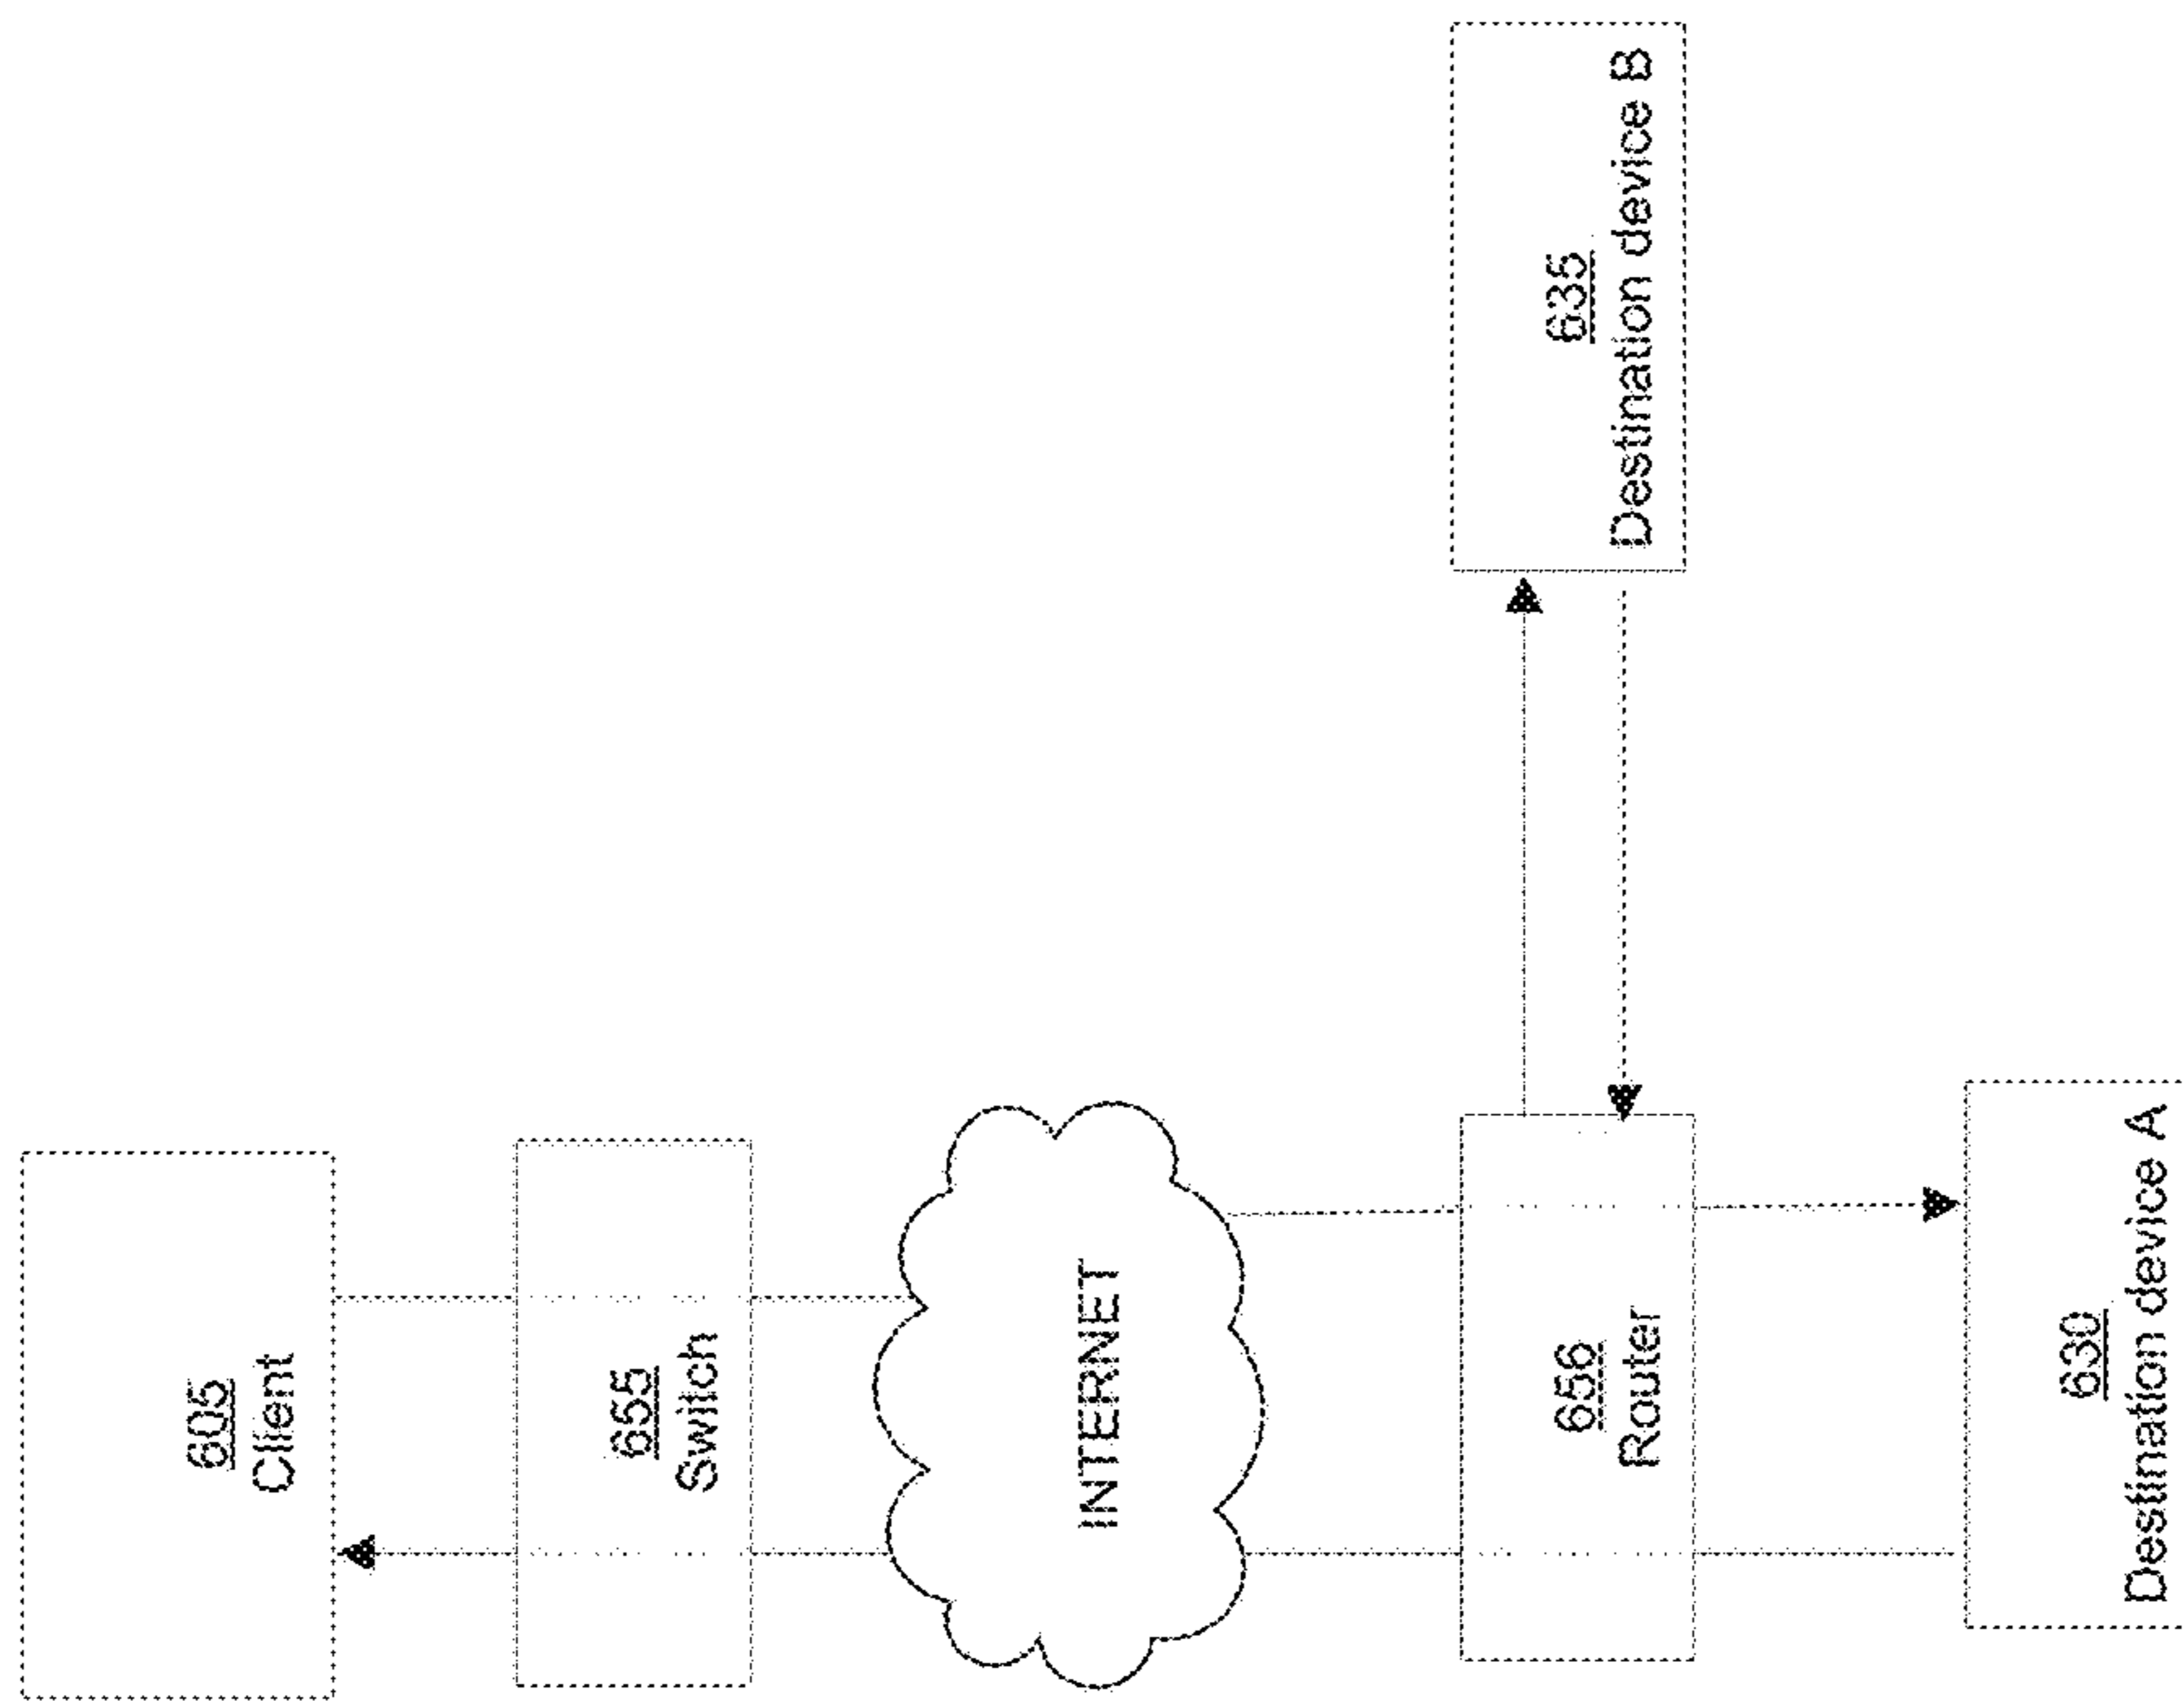 605
Client
655
Switch
INTERNET
656
Router
630
Destination device A
635
Destination device B